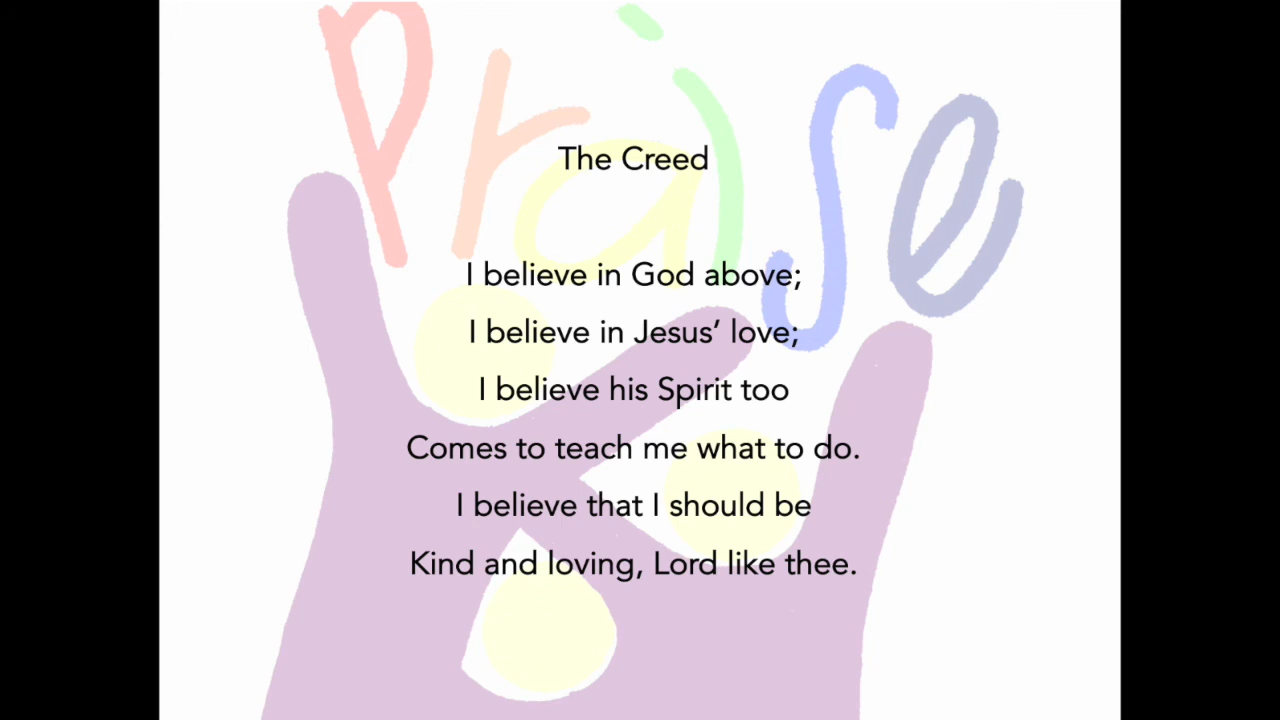 Praise
The Creed
I believe in God above;
I believe in Jesus’ love;
I believe his Spirit too
Comes to teach me what to do.
I believe that I should be
Kind and loving, Lord like thee.